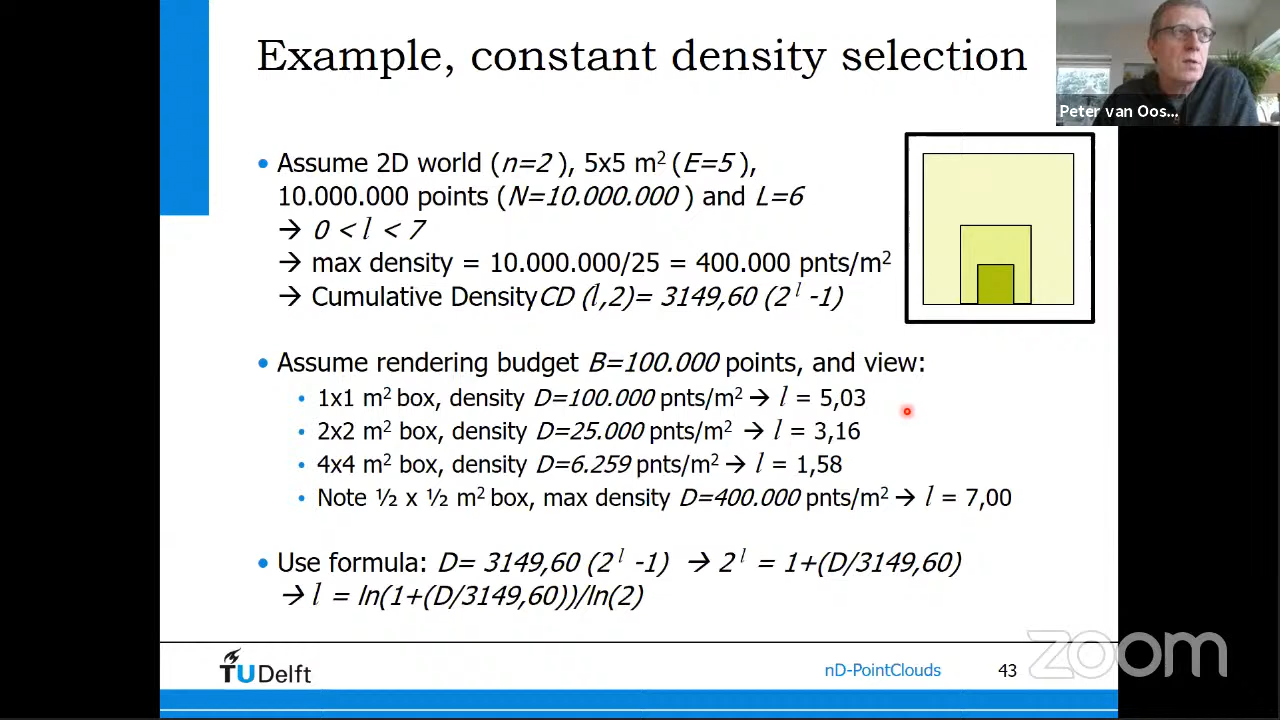 Example, constant density selection
Peter van Oos...
• Assume 2D world (n=2 ), 5x5 m² (E=5 ),
10.000.000 points (N=10.000.000 ) and L=6
→ 0 < l < 7
→ max density = 10.000.000/25 = 400.000 pnts/m²
→ Cumulative Density CD (l,2)= 3149,60 (2^l -1)
• Assume rendering budget B=100.000 points, and view:
• 1x1 m² box, density D=100.000 pnts/m² → l = 5,03
• 2x2 m² box, density D=25.000 pnts/m² → l = 3,16
• 4x4 m² box, density D=6.259 pnts/m² → l = 1,58
• Note ½ x ½ m² box, max density D=400.000 pnts/m² → l = 7,00
• Use formula: D= 3149,60 (2^l -1) → 2^l = 1+(D/3149,60)
→ l = ln(1+(D/3149,60))/ln(2)
TUDelft
nD-PointClouds
43
zoom